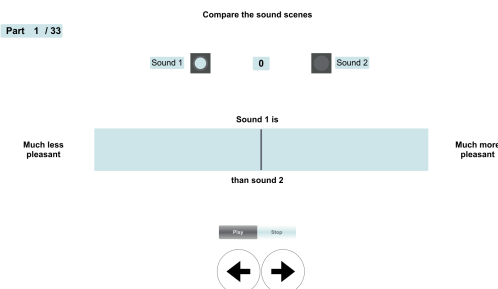 Compare the sound scenes
Part 1 / 33
Sound 1
0
Sound 2
Sound 1 is
Much less
pleasant
Much more
pleasant
than sound 2
Play
Stop